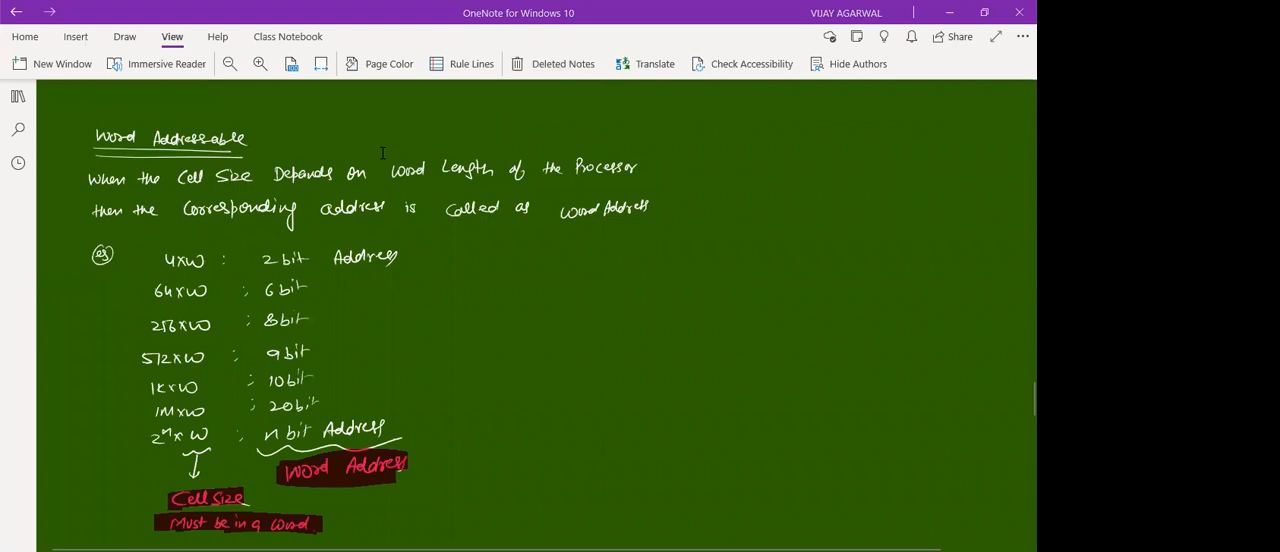 OneNote for Windows 10
VIJAY AGARWAL
Home Insert Draw View Help Class Notebook
Share
New Window Immersive Reader Page Color Rule Lines Deleted Notes Translate Check Accessibility Hide Authors
Word Addressable
When the Cell Size Depends on Word Length of the Processor
then the Corresponding address is called as Word Address
eg 4×W : 2 bit Address
64×W : 6 bit
256×W : 8 bit
512×W : 9 bit
1K×W : 10 bit
1M×W : 20 bit
2ⁿ×W : n bit Address
Word Address
Cell Size
Must be in a Word.